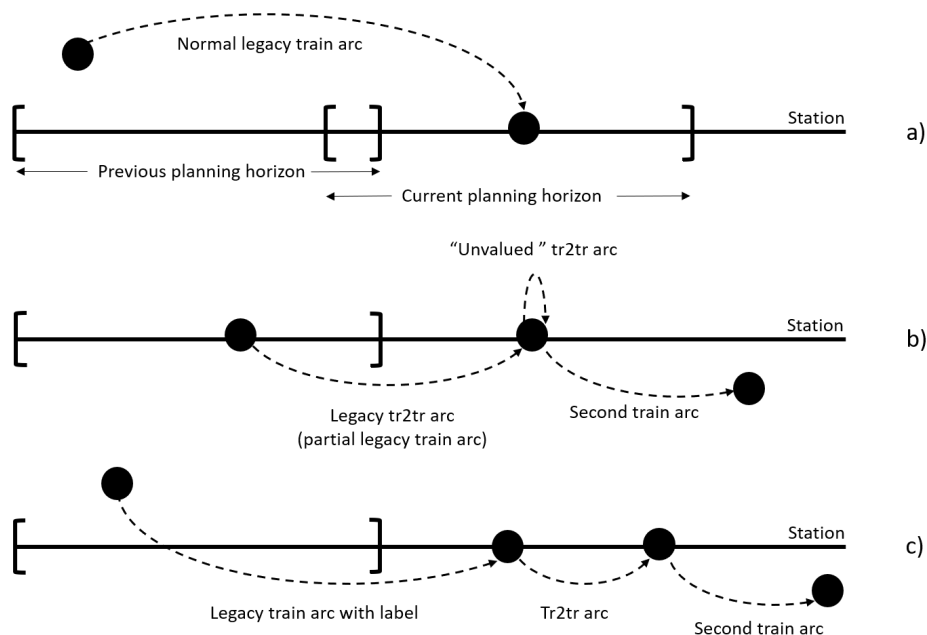 Normal legacy train arc
Station
a)
Previous planning horizon
Current planning horizon
“Unvalued ” tr2tr arc
Station
b)
Legacy tr2tr arc
(partial legacy train arc)
Second train arc
Station
c)
Legacy train arc with label
Tr2tr arc
Second train arc